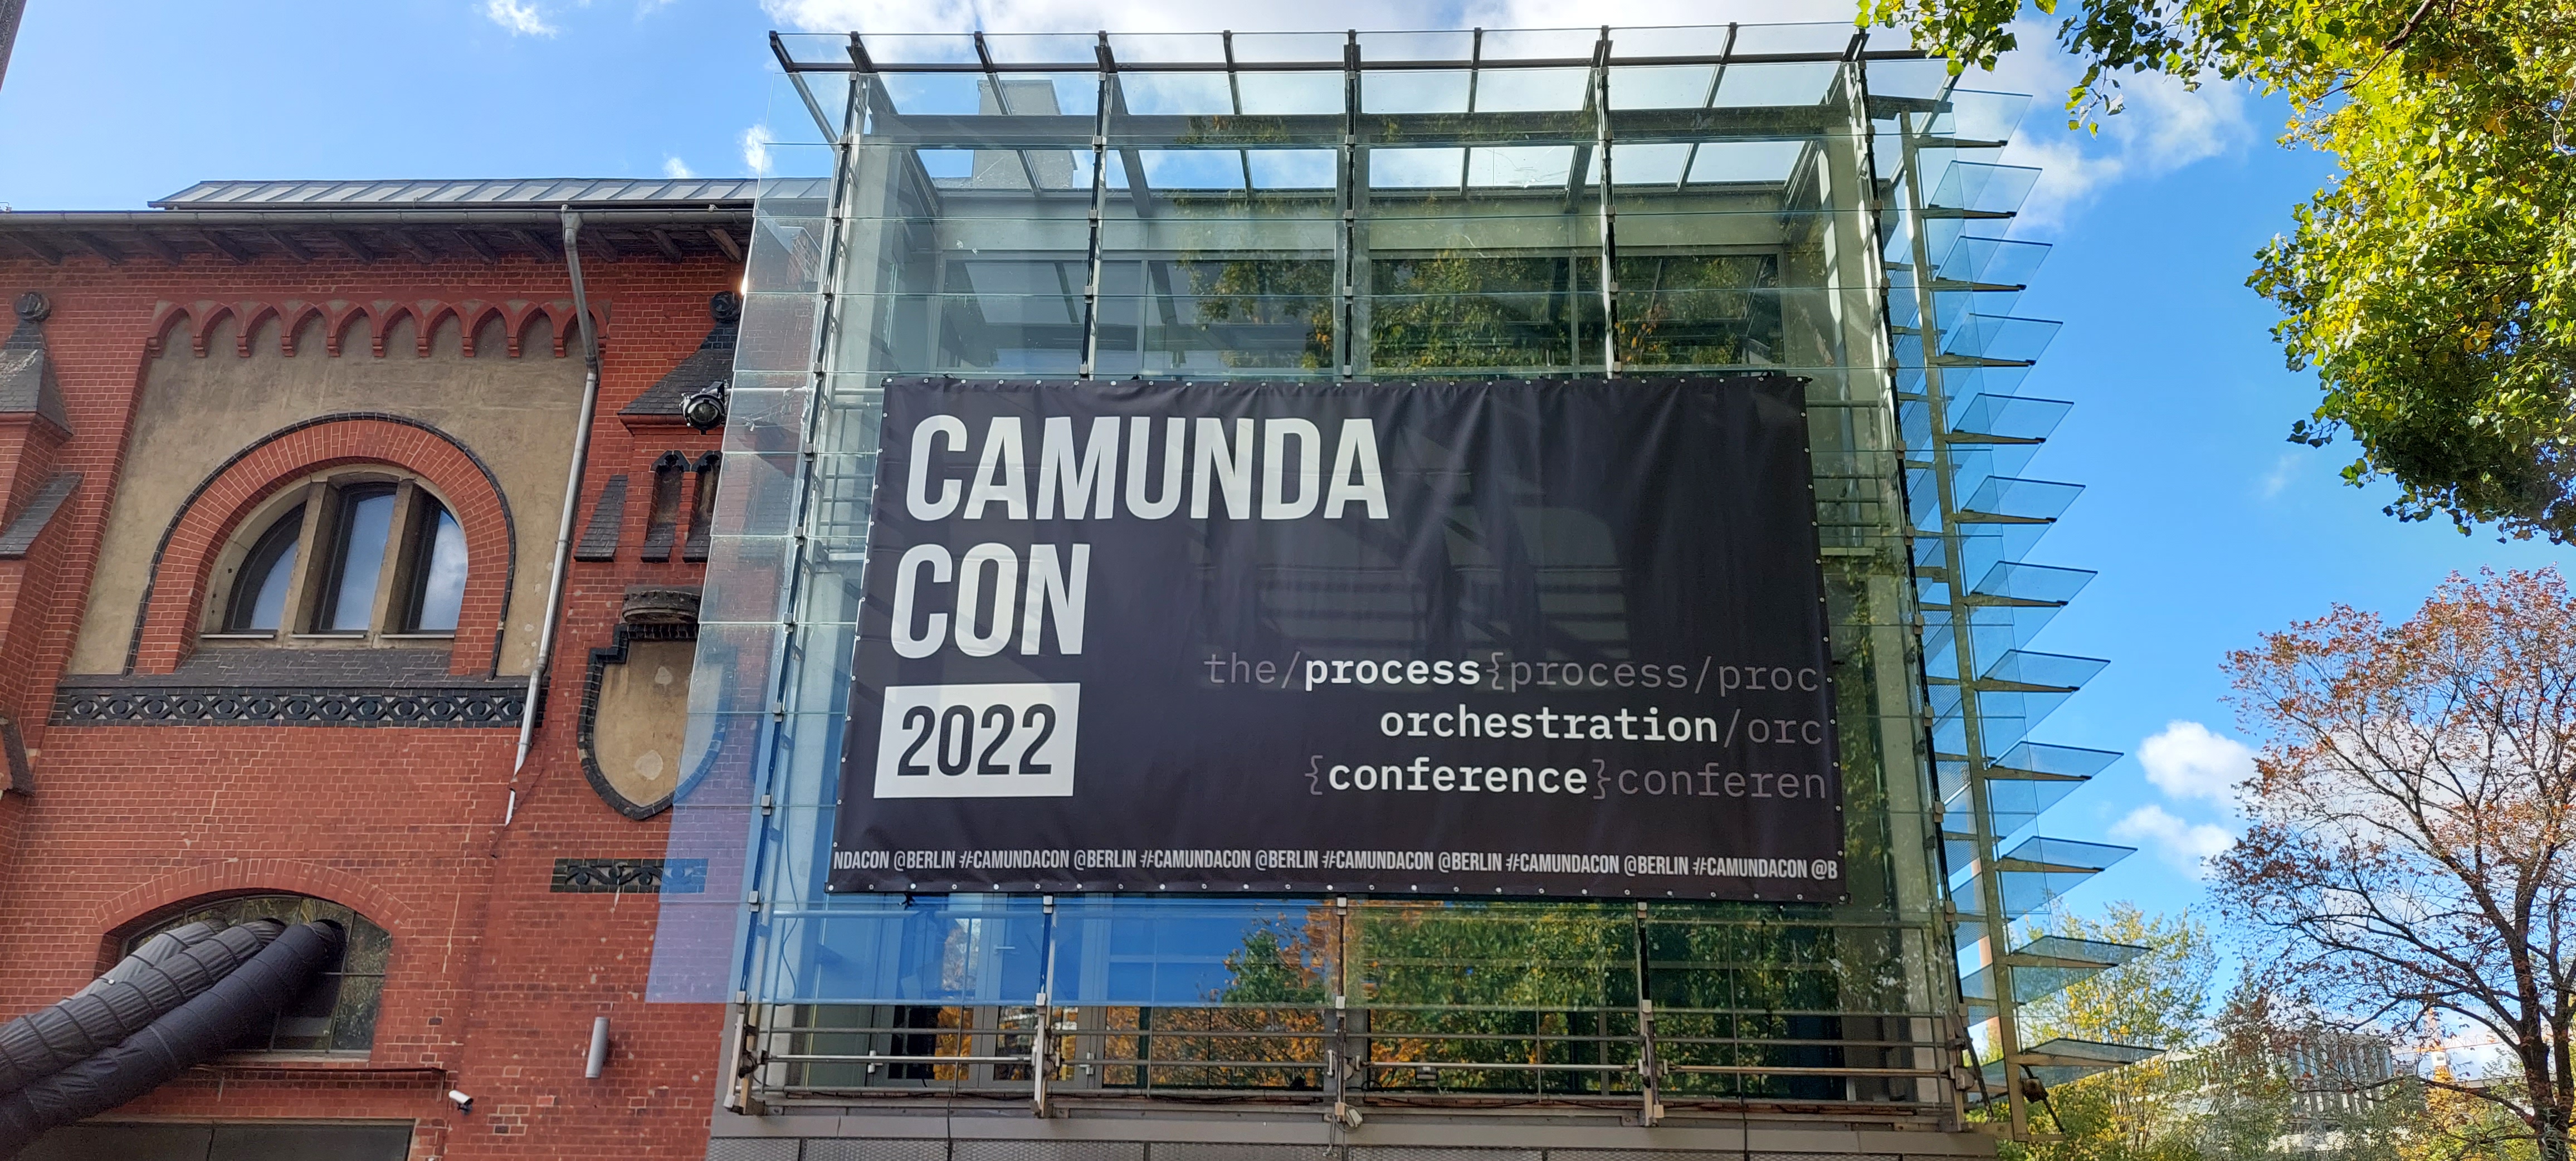 CAMUNDA
CON
2022
the/process{process/proc
orchestration/orc
{conference}conferen
NDACON @BERLIN #CAMUNDACON @BERLIN #CAMUNDACON @BERLIN #CAMUNDACON @BERLIN #CAMUNDACON @BERLIN #CAMUNDACON @B